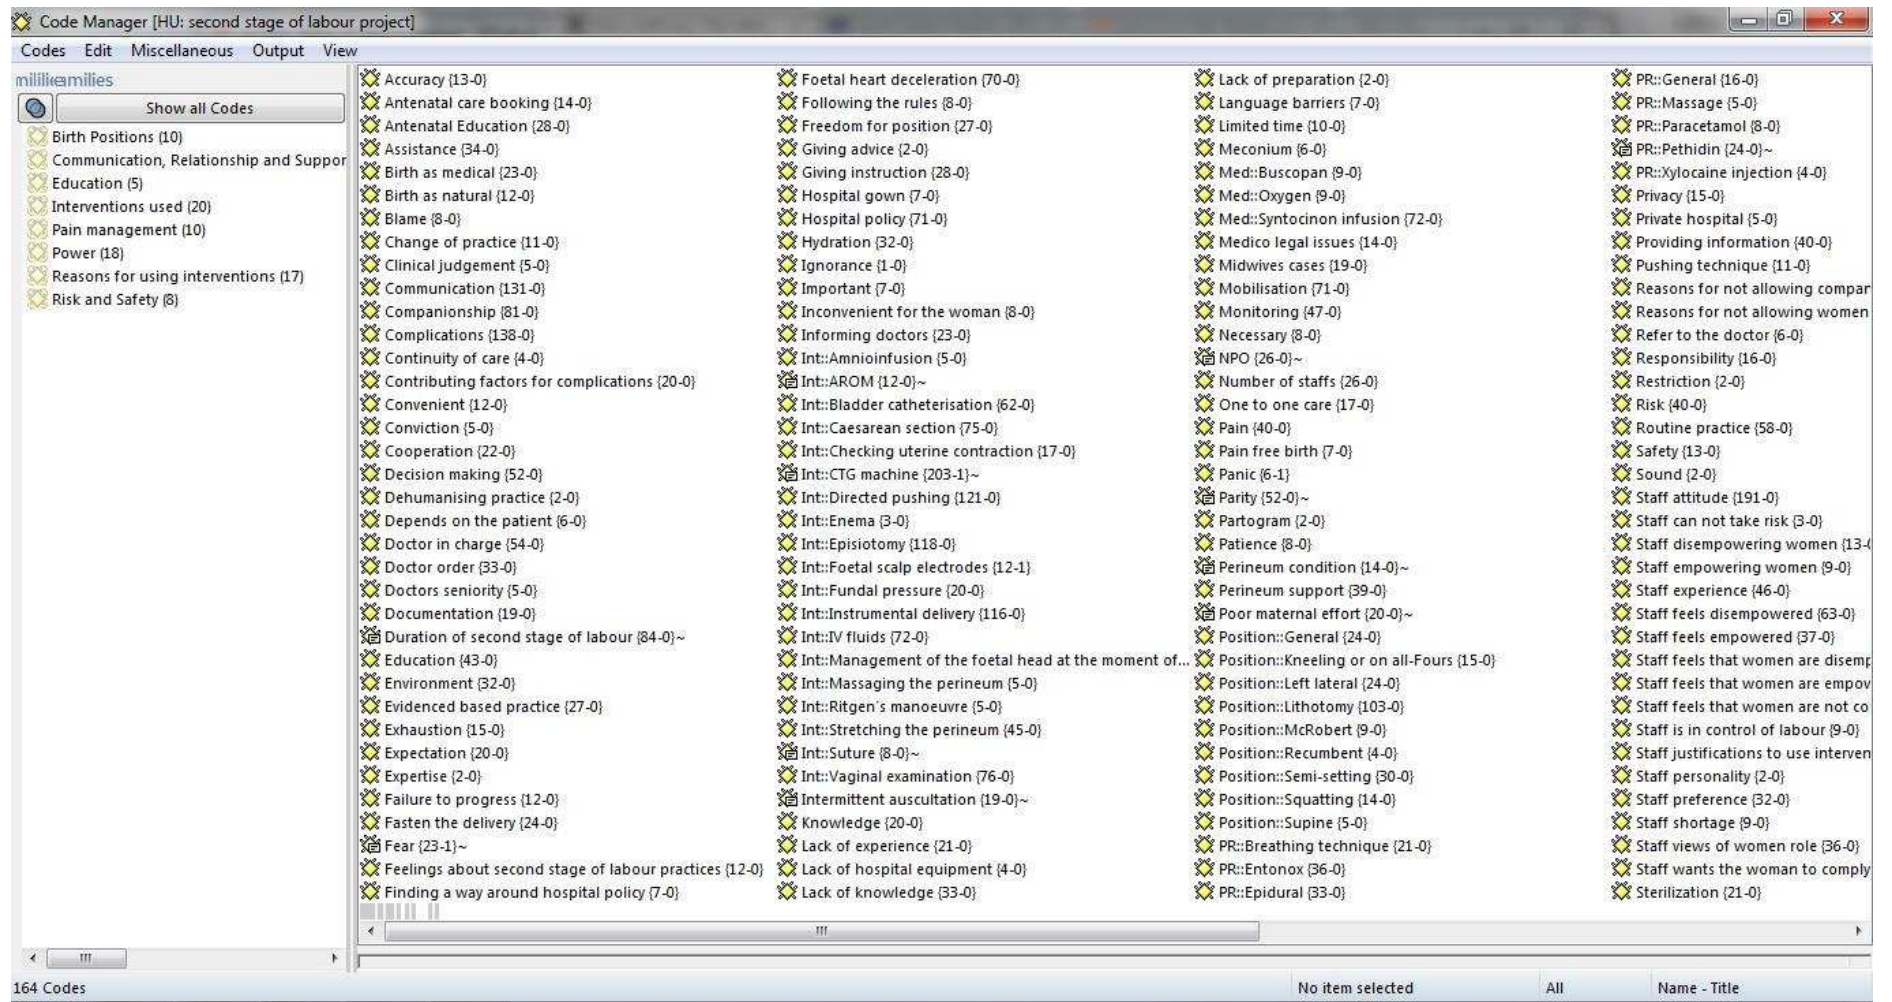 Code Manager [HU: second stage of labour project]
Codes Edit Miscellaneous Output View
Show all Codes
Birth Positions (10)
Communication, Relationship and Suppor
Education (5)
Interventions used (20)
Pain management (10)
Power (18)
Reasons for using interventions (17)
Risk and Safety (8)
Accuracy {13-0}
Antenatal care booking {14-0}
Antenatal Education {28-0}
Assistance {34-0}
Birth as medical {23-0}
Birth as natural {12-0}
Blame {8-0}
Change of practice {11-0}
Clinical judgement {5-0}
Communication {131-0}
Companionship {81-0}
Complications {138-0}
Continuity of care {4-0}
Contributing factors for complications {20-0}
Convenient {12-0}
Conviction {5-0}
Cooperation {22-0}
Decision making {52-0}
Dehumanising practice {2-0}
Depends on the patient {6-0}
Doctor in charge {54-0}
Doctor order {33-0}
Doctors seniority {5-0}
Documentation {19-0}
Duration of second stage of labour {84-0}~
Education {43-0}
Environment {32-0}
Evidenced based practice {27-0}
Exhaustion {15-0}
Expectation {20-0}
Expertise {2-0}
Failure to progress {12-0}
Fasten the delivery {24-0}
Fear {23-1}~
Feelings about second stage of labour practices {12-0}
Finding a way around hospital policy {7-0}
Foetal heart deceleration {70-0}
Following the rules {8-0}
Freedom for position {27-0}
Giving advice {2-0}
Giving instruction {28-0}
Hospital gown {7-0}
Hospital policy {71-0}
Hydration {32-0}
Ignorance {1-0}
Important {7-0}
Inconvenient for the woman {8-0}
Informing doctors {23-0}
Int::Amnioinfusion {5-0}
Int::AROM {12-0}~
Int::Bladder catheterisation {62-0}
Int::Caesarean section {75-0}
Int::Checking uterine contraction {17-0}
Int::CTG machine {203-1}~
Int::Directed pushing {121-0}
Int::Enema {3-0}
Int::Episiotomy {118-0}
Int::Foetal scalp electrodes {12-1}
Int::Fundal pressure {20-0}
Int::Instrumental delivery {116-0}
Int::IV fluids {72-0}
Int::Management of the foetal head at the moment of...
Int::Massaging the perineum {5-0}
Int::Ritgen´s manoeuvre {5-0}
Int::Stretching the perineum {45-0}
Int::Suture {8-0}~
Int::Vaginal examination {76-0}
Intermittent auscultation {19-0}~
Knowledge {20-0}
Lack of experience {21-0}
Lack of hospital equipment {4-0}
Lack of knowledge {33-0}
Lack of preparation {2-0}
Language barriers {7-0}
Limited time {10-0}
Meconium {6-0}
Med::Buscopan {9-0}
Med::Oxygen {9-0}
Med::Syntocinon infusion {72-0}
Medico legal issues {14-0}
Midwives cases {19-0}
Mobilisation {71-0}
Monitoring {47-0}
Necessary {8-0}
NPO {26-0}~
Number of staffs {26-0}
One to one care {17-0}
Pain {40-0}
Pain free birth {7-0}
Panic {6-1}
Parity {52-0}~
Partogram {2-0}
Patience {8-0}
Perineum condition {14-0}~
Perineum support {39-0}
Poor maternal effort {20-0}~
Position::General {24-0}
Position::Kneeling or on all-Fours {15-0}
Position::Left lateral {24-0}
Position::Lithotomy {103-0}
Position::McRobert {9-0}
Position::Recumbent {4-0}
Position::Semi-setting {30-0}
Position::Squatting {14-0}
Position::Supine {5-0}
PR::Breathing technique {21-0}
PR::Entonox {36-0}
PR::Epidural {33-0}
PR::General {16-0}
PR::Massage {5-0}
PR::Paracetamol {8-0}
PR::Pethidin {24-0}~
PR::Xylocaine injection {4-0}
Privacy {15-0}
Private hospital {5-0}
Providing information {40-0}
Pushing technique {11-0}
Reasons for not allowing compar
Reasons for not allowing women
Refer to the doctor {6-0}
Responsibility {16-0}
Restriction {2-0}
Risk {40-0}
Routine practice {58-0}
Safety {13-0}
Sound {2-0}
Staff attitude {191-0}
Staff can not take risk {3-0}
Staff disempowering women {13-
Staff empowering women {9-0}
Staff experience {46-0}
Staff feels disempowered {63-0}
Staff feels empowered {37-0}
Staff feels that women are disemp
Staff feels that women are empov
Staff feels that women are not co
Staff is in control of labour {9-0}
Staff justifications to use interven
Staff personality {2-0}
Staff preference {32-0}
Staff shortage {9-0}
Staff views of women role {36-0}
Staff wants the woman to comply
Sterilization {21-0}
164 Codes
No item selected
All
Name - Title